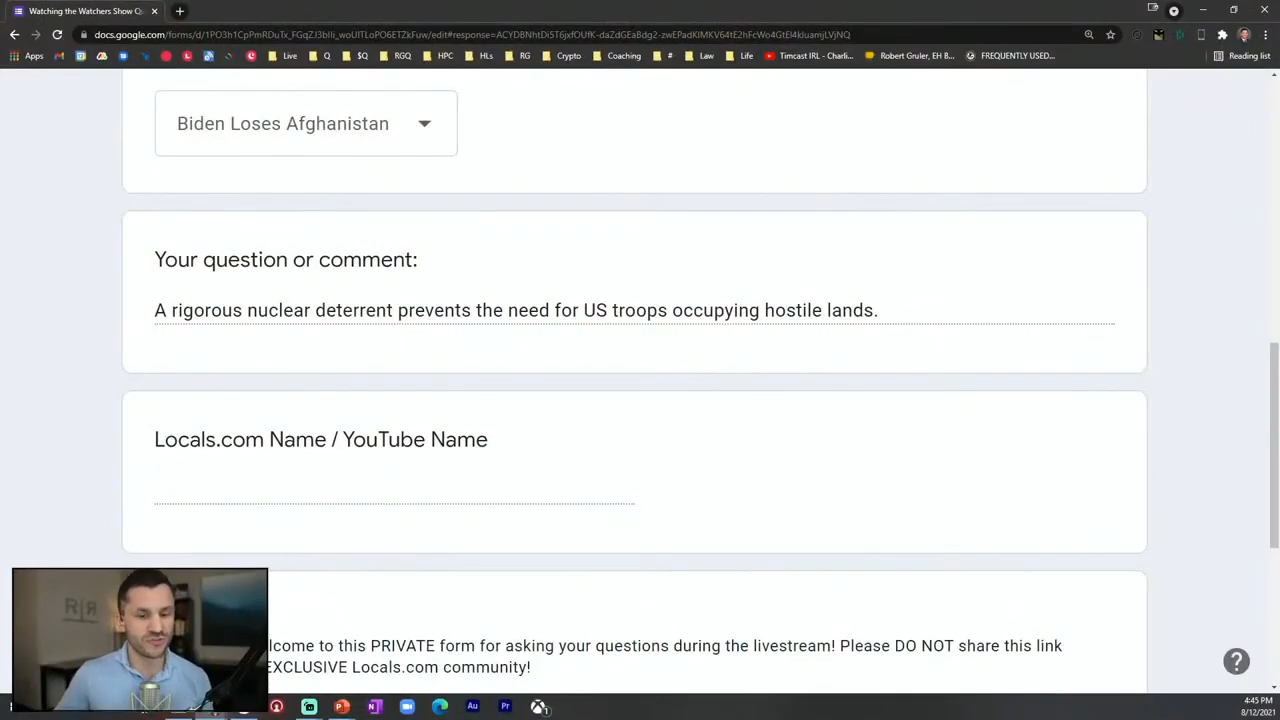 Watching the Watchers Show Q
docs.google.com/forms/d/1PO3h1CpPmRDuTx_FGqZJ3bIli_woUlTLoPO6ETZkFuw/edit#response=ACYDBNhtDi5T6jxfOUfK-daZdGEaBdg2-zwEPadKIMKV64tE2hFcWo4GtEl4kIuamjLVjNQ
Apps Live Q $Q RGQ HPC HLs RG Crypto Coaching # Law Life Timcast IRL - Charli... Robert Gruler, EH B... FREQUENTLY USED... Reading list
Biden Loses Afghanistan
Your question or comment:
A rigorous nuclear deterrent prevents the need for US troops occupying hostile lands.
Locals.com Name / YouTube Name
lcome to this PRIVATE form for asking your questions during the livestream! Please DO NOT share this link
EXCLUSIVE Locals.com community!
R R
4:45 PM
8/12/2021